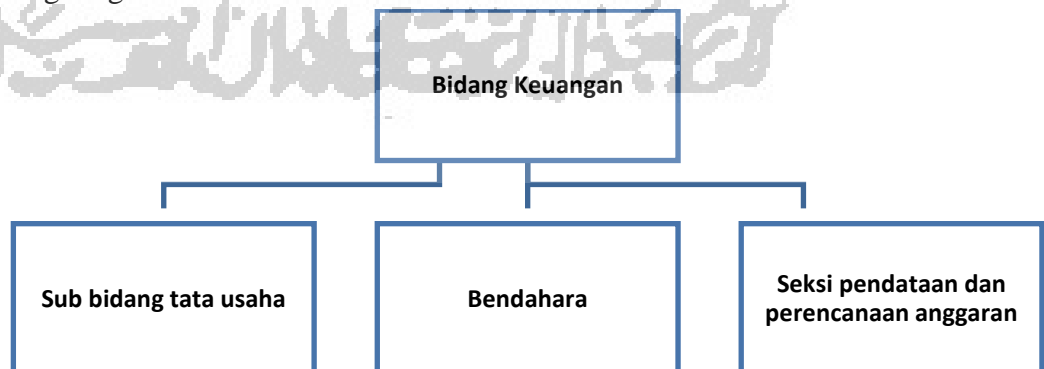 Bidang Keuangan
Sub bidang tata usaha
Bendahara
Seksi pendataan dan
perencanaan anggaran